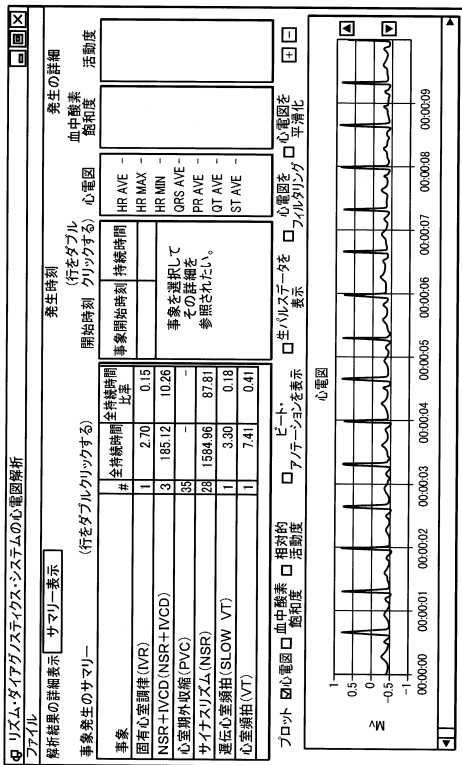 リズム・ダイアグノスティクス・システムの心電図解析
ファイル
解析結果の詳細表示 サマリー表示
事象発生のサマリー (行をダブルクリックする)
事象 # 全持続時間 全持続時間比率
固有心室調律(IVR) 1 2.70 0.15
NSR+IVCD(NSR+IVCD) 3 185.12 10.26
心室期外収縮(PVC) 35 - -
サイナスリズム(NSR) 28 1584.96 87.81
遅伝心室頻拍(SLOW VT) 1 3.30 0.18
心室頻拍(VT) 1 7.41 0.41
発生時刻
(行をダブル
クリックする)
開始時刻
事象開始時刻 持続時間
事象を選択して
その詳細を
参照されたい。
発生の詳細
心電図
血中酸素
飽和度
活動度
HR AVE -
HR MAX -
HR MIN -
QRS AVE -
PR AVE -
QT AVE -
ST AVE -
プロット ☑心電図 □血中酸素飽和度 □相対的活動度 □ビート・アノテーションを表示 □生パルスデータを表示 □心電図をフィルタリング □心電図を平滑化 + -
心電図
Mv
1
0.5
0
-0.5
-1
00:00:00 00:00:01 00:00:02 00:00:03 00:00:04 00:00:05 00:00:06 00:00:07 00:00:08 00:00:09